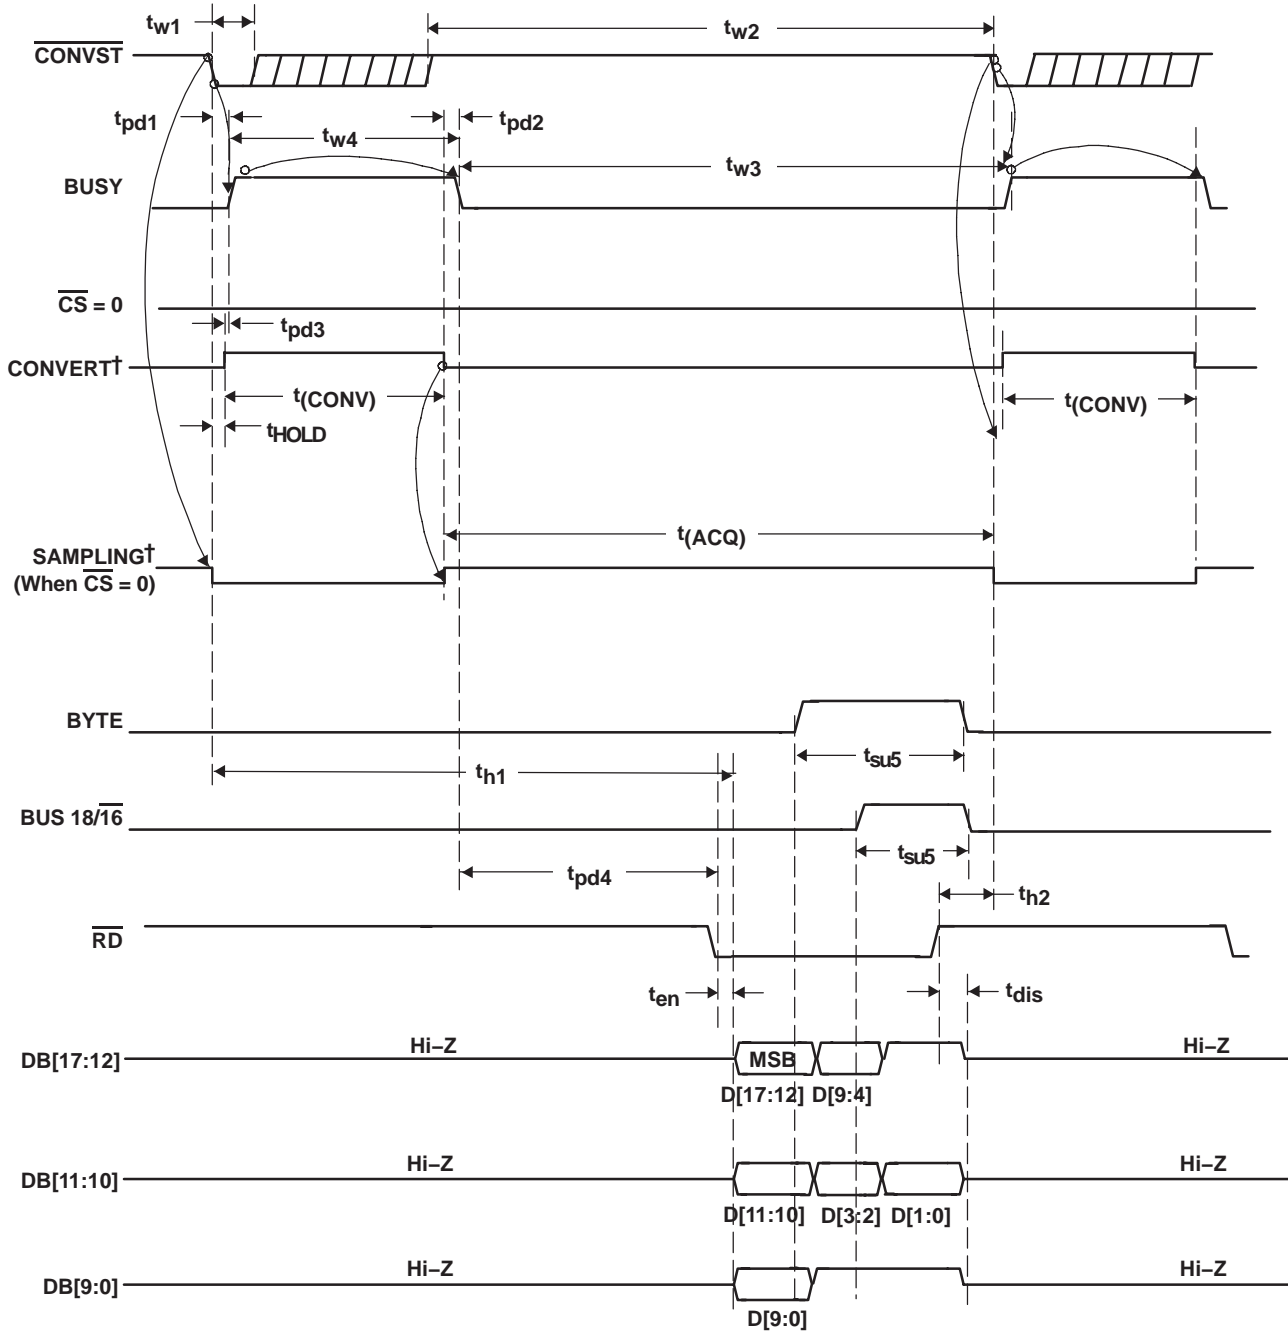 tw1
tw2
CONVST
tpd1
tw4
tpd2
tw3
BUSY
CS = 0
tpd3
CONVERT†
t(CONV)
t(CONV)
tHOLD
t(ACQ)
SAMPLING†
(When CS = 0)
BYTE
tsu5
th1
BUS 18/16
tsu5
tpd4
th2
RD
ten
tdis
DB[17:12]
Hi–Z
MSB
Hi–Z
D[17:12]
D[9:4]
DB[11:10]
Hi–Z
Hi–Z
D[11:10]
D[3:2]
D[1:0]
DB[9:0]
Hi–Z
Hi–Z
D[9:0]